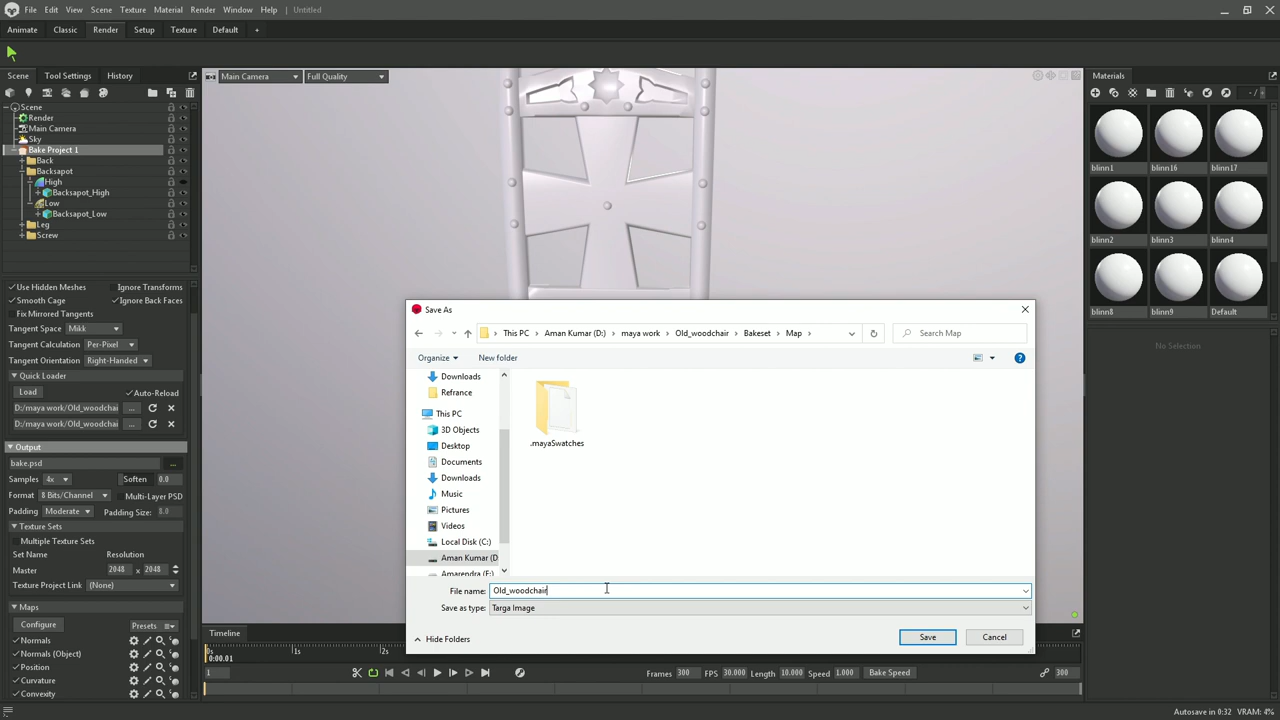 File Edit View Scene Texture Material Render Window Help Untitled
Animate Classic Render Setup Texture Default +
Scene Tool Settings History
Main Camera Full Quality
Materials
- /
Scene
Render
Main Camera
Sky
Bake Project 1
Back
Backsapot
High
Backsapot_High
Low
Backsapot_Low
Leg
Screw
Use Hidden Meshes Ignore Transforms
Smooth Cage Ignore Back Faces
Fix Mirrored Tangents
Tangent Space Mikk
Tangent Calculation Per-Pixel
Tangent Orientation Right-Handed
Quick Loader
Load Auto-Reload
D:/maya work/Old_woodchair ...
D:/maya work/Old_woodchair ...
Output
bake.psd ...
Samples 4x Soften 0.0
Format 8 Bits/Channel Multi-Layer PSD
Padding Moderate Padding Size: 8.0
Texture Sets
Multiple Texture Sets
Set Name Resolution
Master 2048 x 2048
Texture Project Link (None)
Maps
Configure Presets
Normals
Normals (Object)
Position
Curvature
Convexity
blinn1 blinn16 blinn17
blinn2 blinn3 blinn4
blinn8 blinn9 Default
No Selection
Save As
This PC Aman Kumar (D:) maya work Old_woodchair Bakeset Map
Search Map
Organize New folder
Downloads
Refrance
This PC
3D Objects
Desktop
Documents
Downloads
Music
Pictures
Videos
Local Disk (C:)
Aman Kumar (D
Amarendra (E:)
.mayaSwatches
File name: Old_woodchair
Save as type: Targa Image
Hide Folders
Save Cancel
Timeline
0s 1s 2s
0:00.01
1
Frames 300 FPS 30.000 Length 10.000 Speed 1.000 Bake Speed 300
Autosave in 0:32 VRAM: 4%